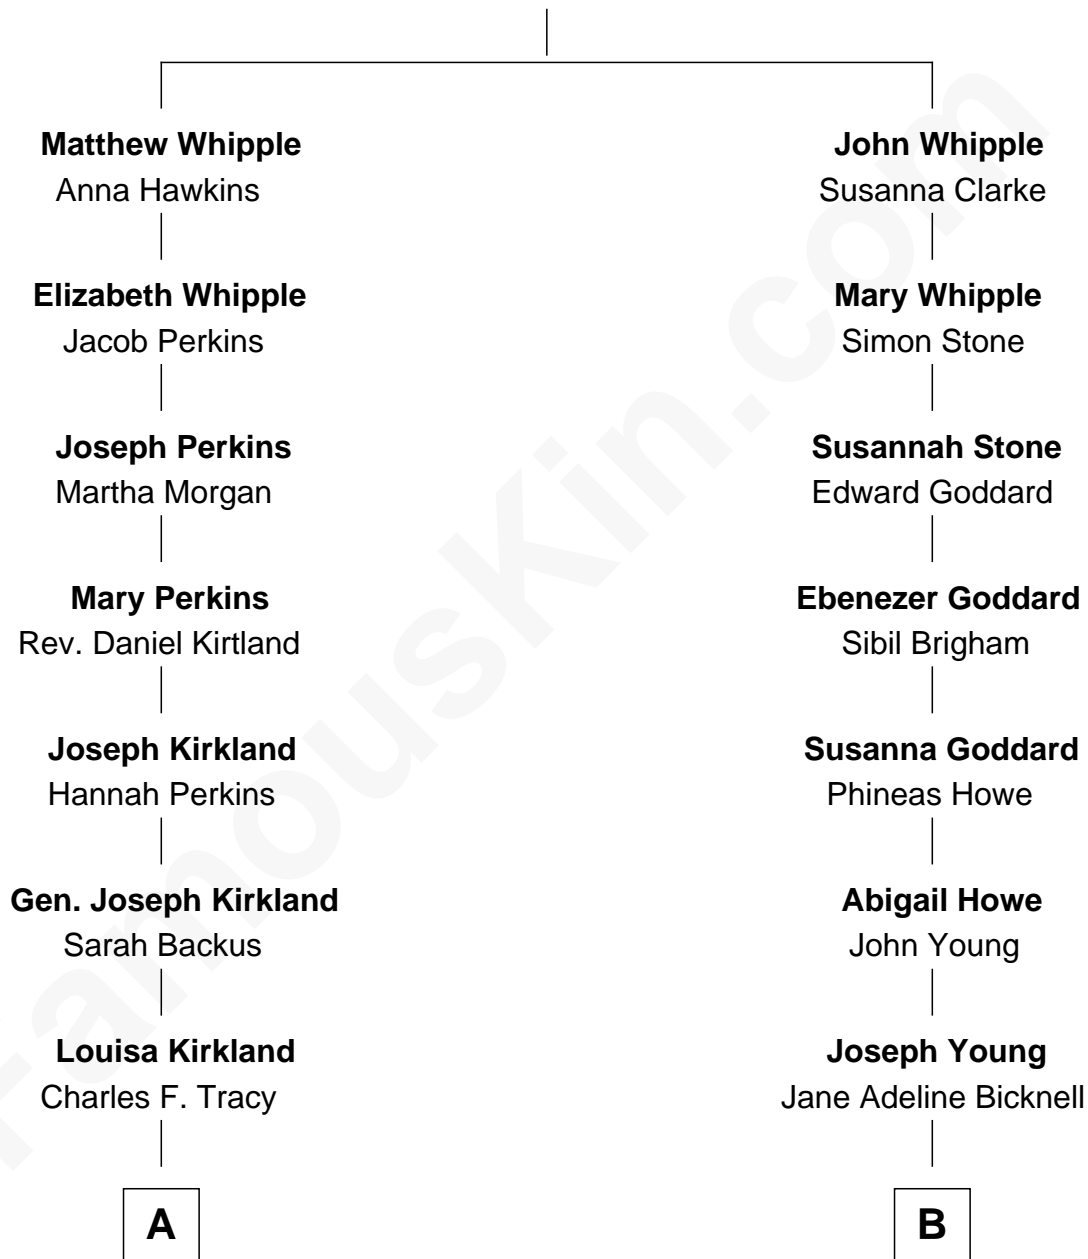 Matthew Whipple
Anna Hawkins
Elizabeth Whipple
Jacob Perkins
Joseph Perkins
Martha Morgan
Mary Perkins
Rev. Daniel Kirtland
Joseph Kirkland
Hannah Perkins
Gen. Joseph Kirkland
Sarah Backus
Louisa Kirkland
Charles F. Tracy
A
John Whipple
Susanna Clarke
Mary Whipple
Simon Stone
Susannah Stone
Edward Goddard
Ebenezer Goddard
Sibil Brigham
Susanna Goddard
Phineas Howe
Abigail Howe
John Young
Joseph Young
Jane Adeline Bicknell
B
FamousKin.com